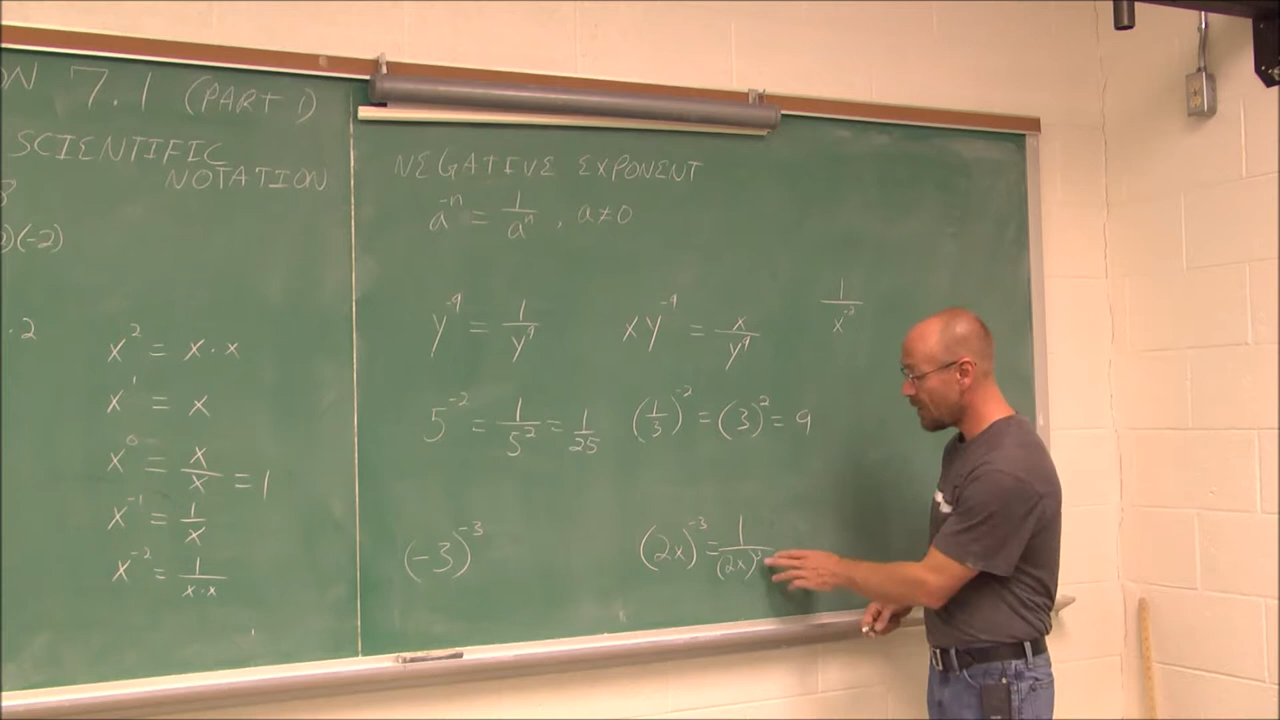 ON 7.1 (PART 1)
SCIENTIFIC
NOTATION
3
)(-2)
·2
x² = x·x
x¹ = x
x⁰ = x/x = 1
x⁻¹ = 1/x
x⁻² = 1/(x·x)
NEGATIVE EXPONENT
a⁻ⁿ = 1/aⁿ, a≠0
y⁻⁹ = 1/y⁹
xy⁻⁹ = x/y⁹
1/x⁻²
5⁻² = 1/5² = 1/25
(1/3)⁻² = (3)² = 9
(-3)⁻³
(2x)⁻³ = 1/(2x)³